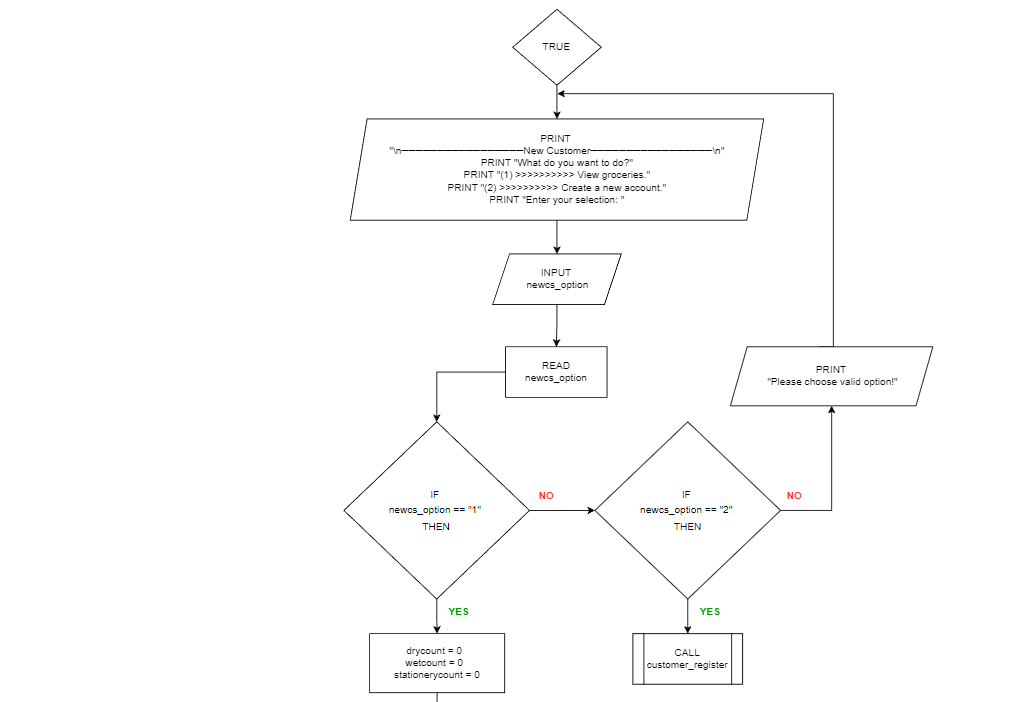 TRUE
PRINT
"\n——————————————New Customer——————————————\n"
PRINT "What do you want to do?"
PRINT "(1) >>>>>>>>>> View groceries."
PRINT "(2) >>>>>>>>>> Create a new account."
PRINT "Enter your selection: "
INPUT
newcs_option
READ
newcs_option
PRINT
"Please choose valid option!"
IF
newcs_option == "1"
THEN
NO
IF
newcs_option == "2"
THEN
NO
YES
YES
drycount = 0
wetcount = 0
stationerycount = 0
CALL
customer_register